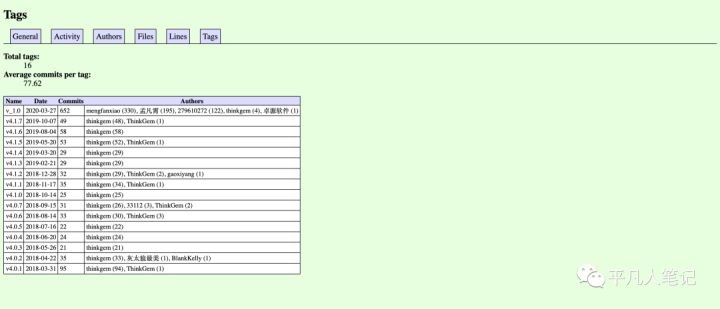 Tags
General Activity Authors Files Lines Tags
Total tags:
16
Average commits per tag:
77.62
Name Date Commits Authors
v_1.0 2020-03-27 652 mengfanxiao (330), 孟凡霄 (195), 279610272 (122), thinkgem (4), 卓源软件 (1)
v4.1.7 2019-10-07 49 thinkgem (48), ThinkGem (1)
v4.1.6 2019-08-04 58 thinkgem (58)
v4.1.5 2019-05-20 53 thinkgem (52), ThinkGem (1)
v4.1.4 2019-03-20 29 thinkgem (29)
v4.1.3 2019-02-21 29 thinkgem (29)
v4.1.2 2018-12-28 32 thinkgem (29), ThinkGem (2), gaoxiyang (1)
v4.1.1 2018-11-17 35 thinkgem (34), ThinkGem (1)
v4.1.0 2018-10-14 25 thinkgem (25)
v4.0.7 2018-09-15 31 thinkgem (26), 33112 (3), ThinkGem (2)
v4.0.6 2018-08-14 33 thinkgem (30), ThinkGem (3)
v4.0.5 2018-07-16 22 thinkgem (22)
v4.0.4 2018-06-20 24 thinkgem (24)
v4.0.3 2018-05-26 21 thinkgem (21)
v4.0.2 2018-04-22 35 thinkgem (33), 灰太狼最美 (1), BlankKelly (1)
v4.0.1 2018-03-31 95 thinkgem (94), ThinkGem (1)
平凡人笔记